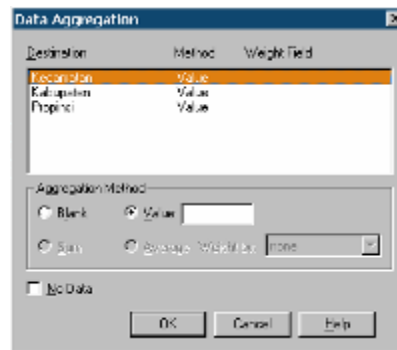 Data Aggregation
Destination Method Weight Field
Kecamatan Value
Kabupaten Value
Propinsi Value
Aggregation Method
Blank Value
Sum Average Weight by: none
No Data
OK Cancel Help